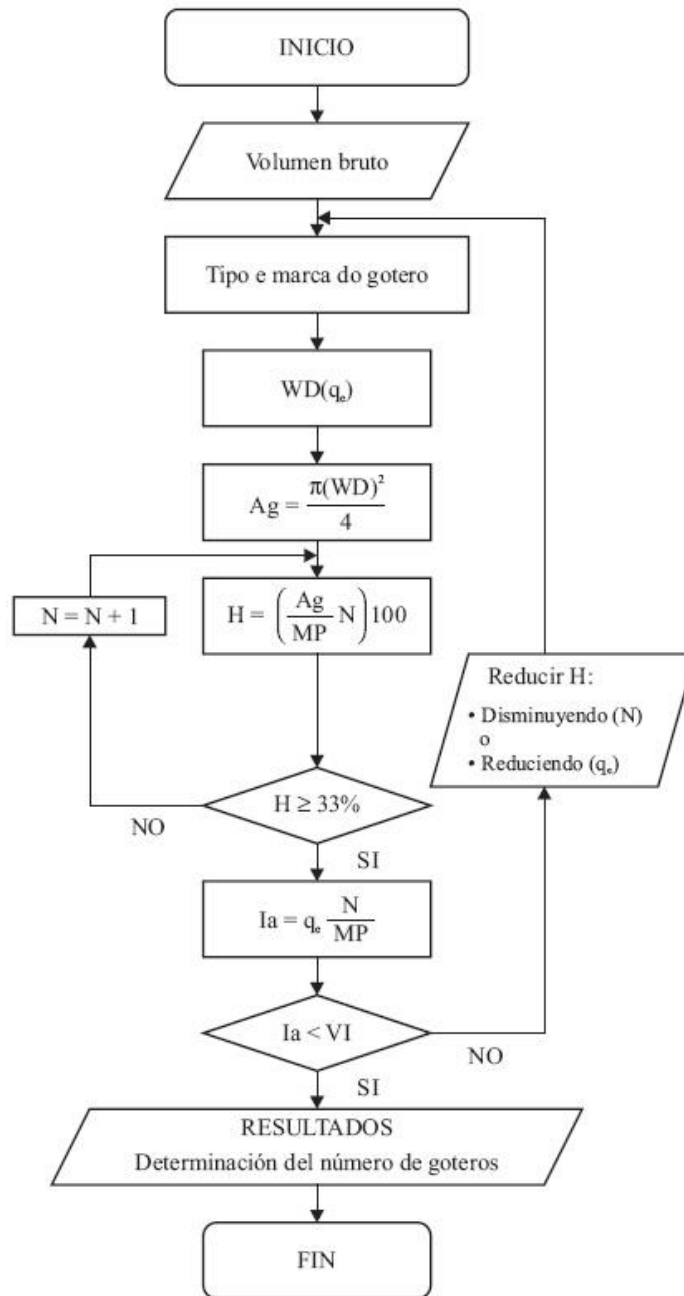 INICIO
Volumen bruto
Tipo e marca do gotero
WD(qₑ)
Ag = π(WD)² / 4
N = N + 1
H = (Ag / MP N) 100
Reducir H:
• Disminuyendo (N)
o
• Reduciendo (qₑ)
H ≥ 33%
NO
SI
Ia = qₑ N / MP
Ia < VI
NO
SI
RESULTADOS
Determinación del número de goteros
FIN